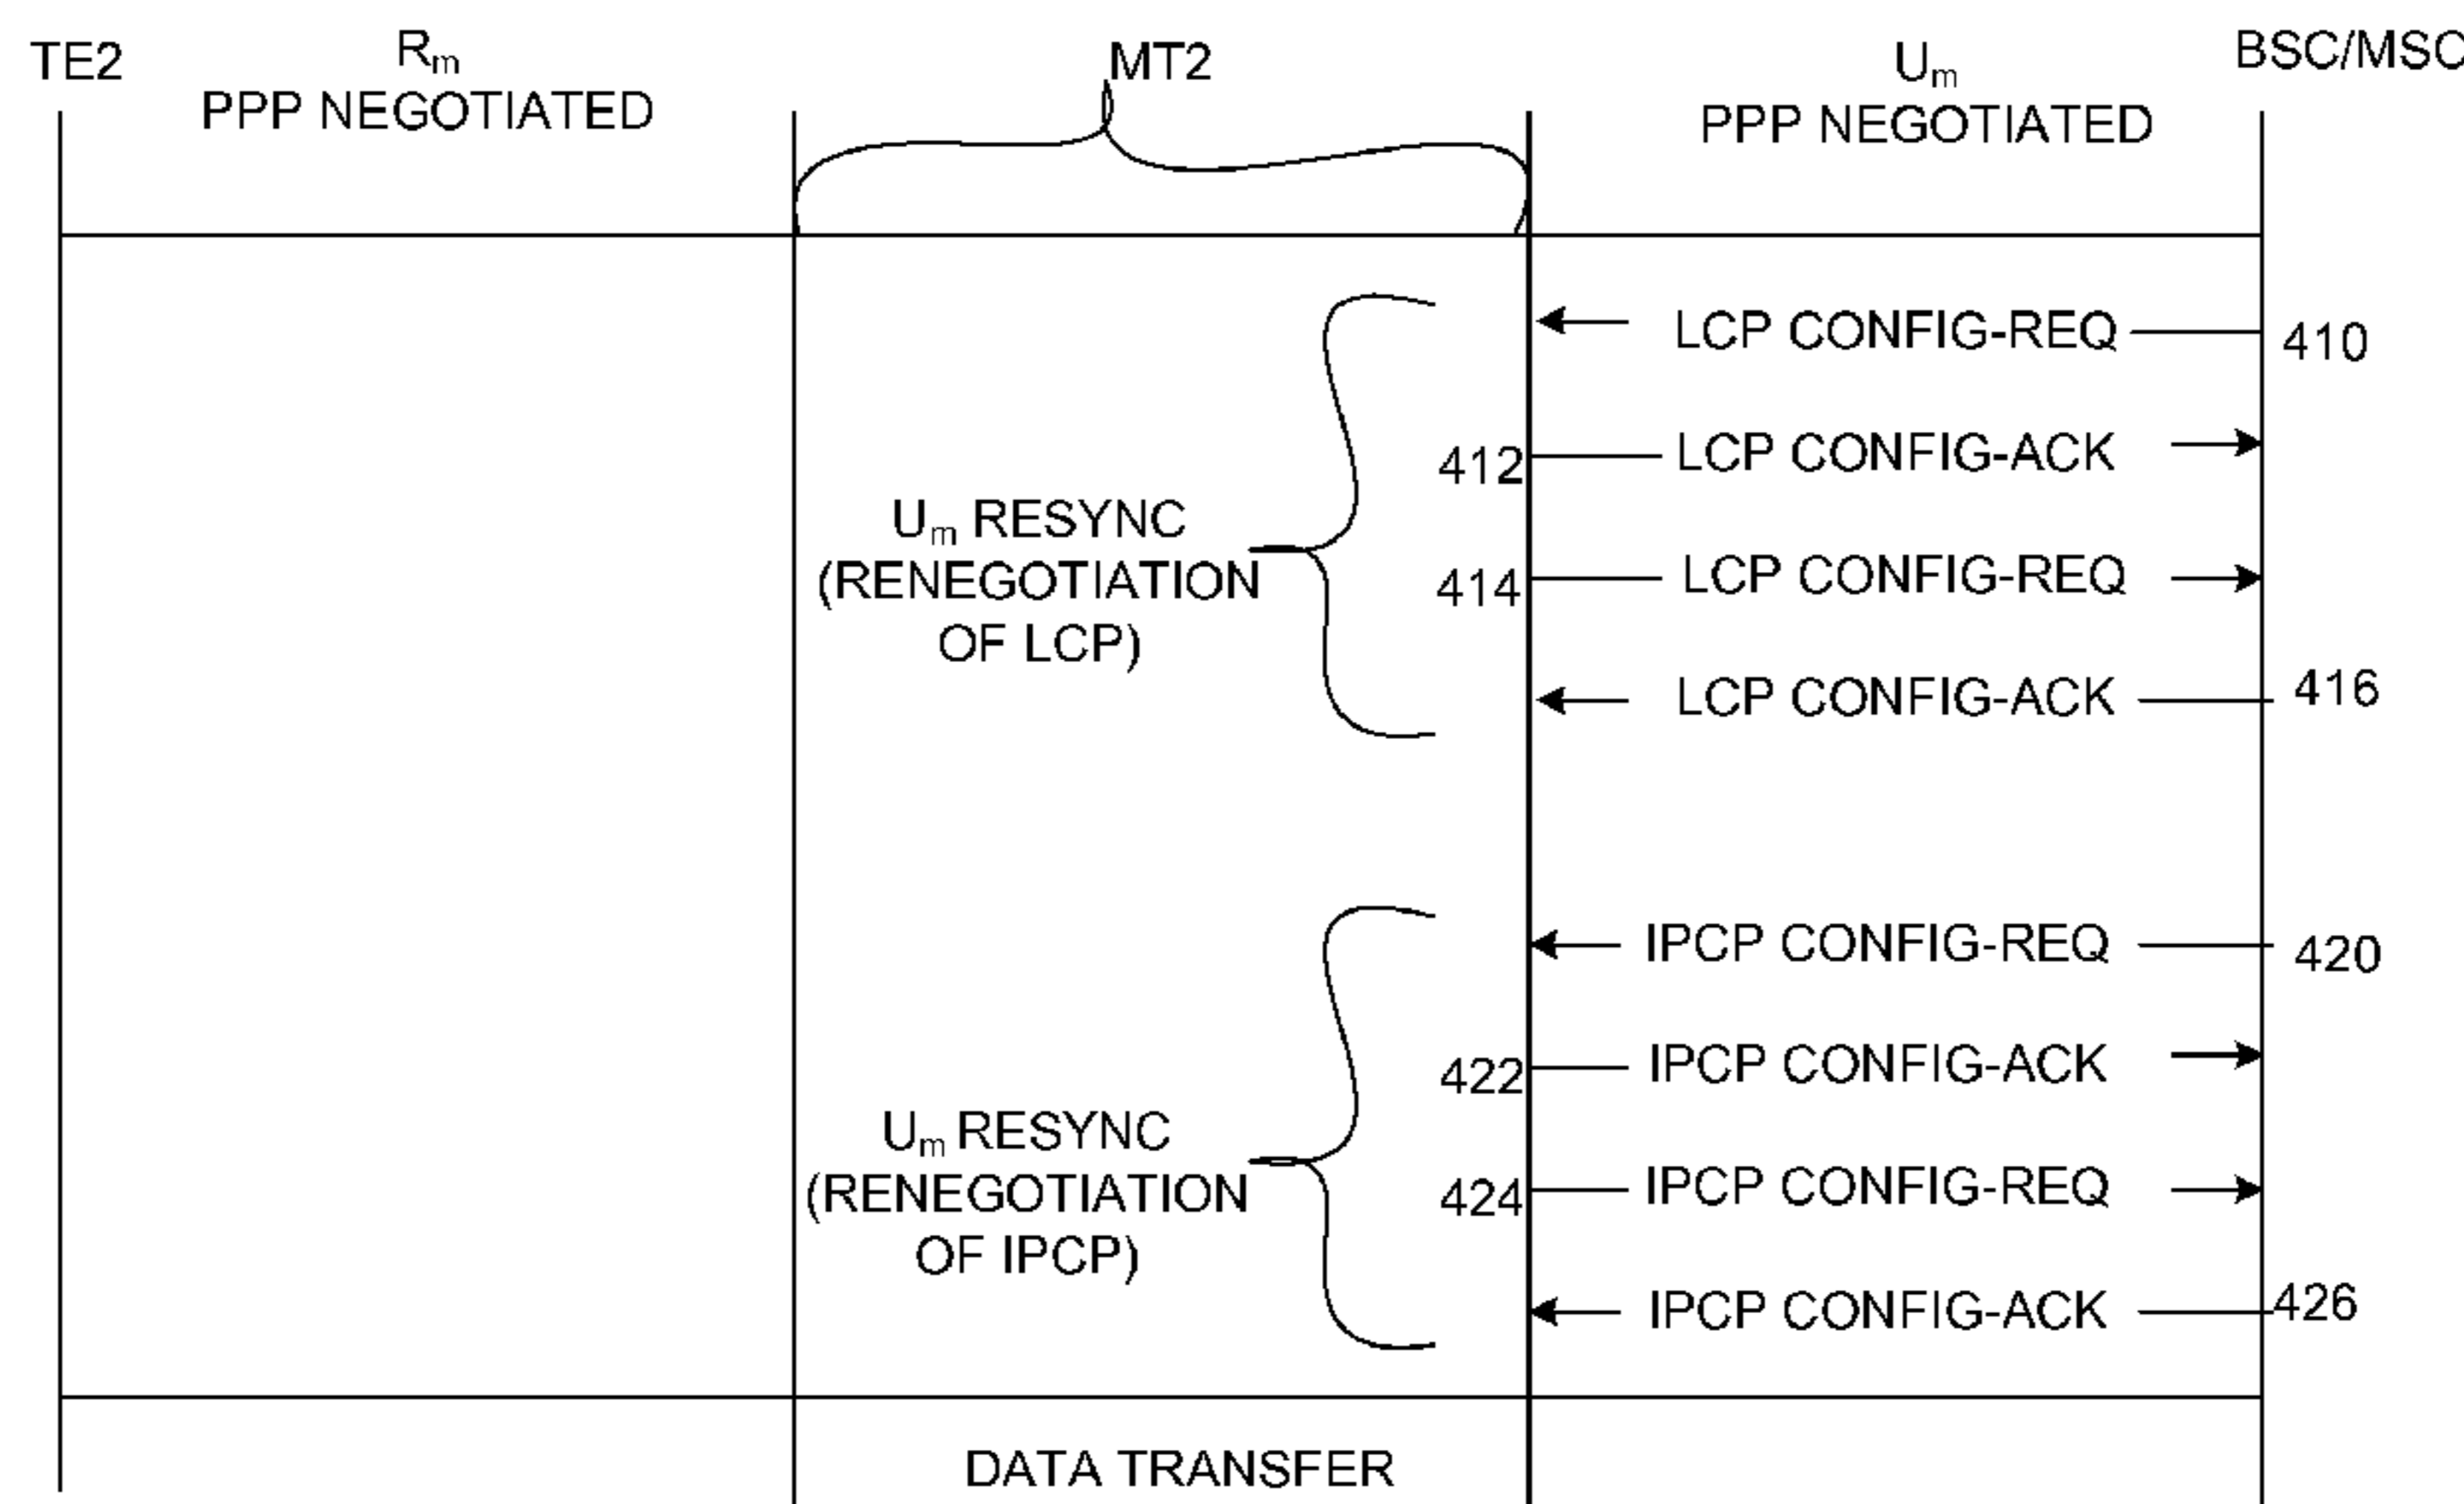 TE2
Rm
PPP NEGOTIATED
MT2
Um
PPP NEGOTIATED
BSC/MSC
LCP CONFIG-REQ
410
412
LCP CONFIG-ACK
Um RESYNC
(RENEGOTIATION
OF LCP)
414
LCP CONFIG-REQ
LCP CONFIG-ACK
416
IPCP CONFIG-REQ
420
422
IPCP CONFIG-ACK
Um RESYNC
(RENEGOTIATION
OF IPCP)
424
IPCP CONFIG-REQ
IPCP CONFIG-ACK
426
DATA TRANSFER